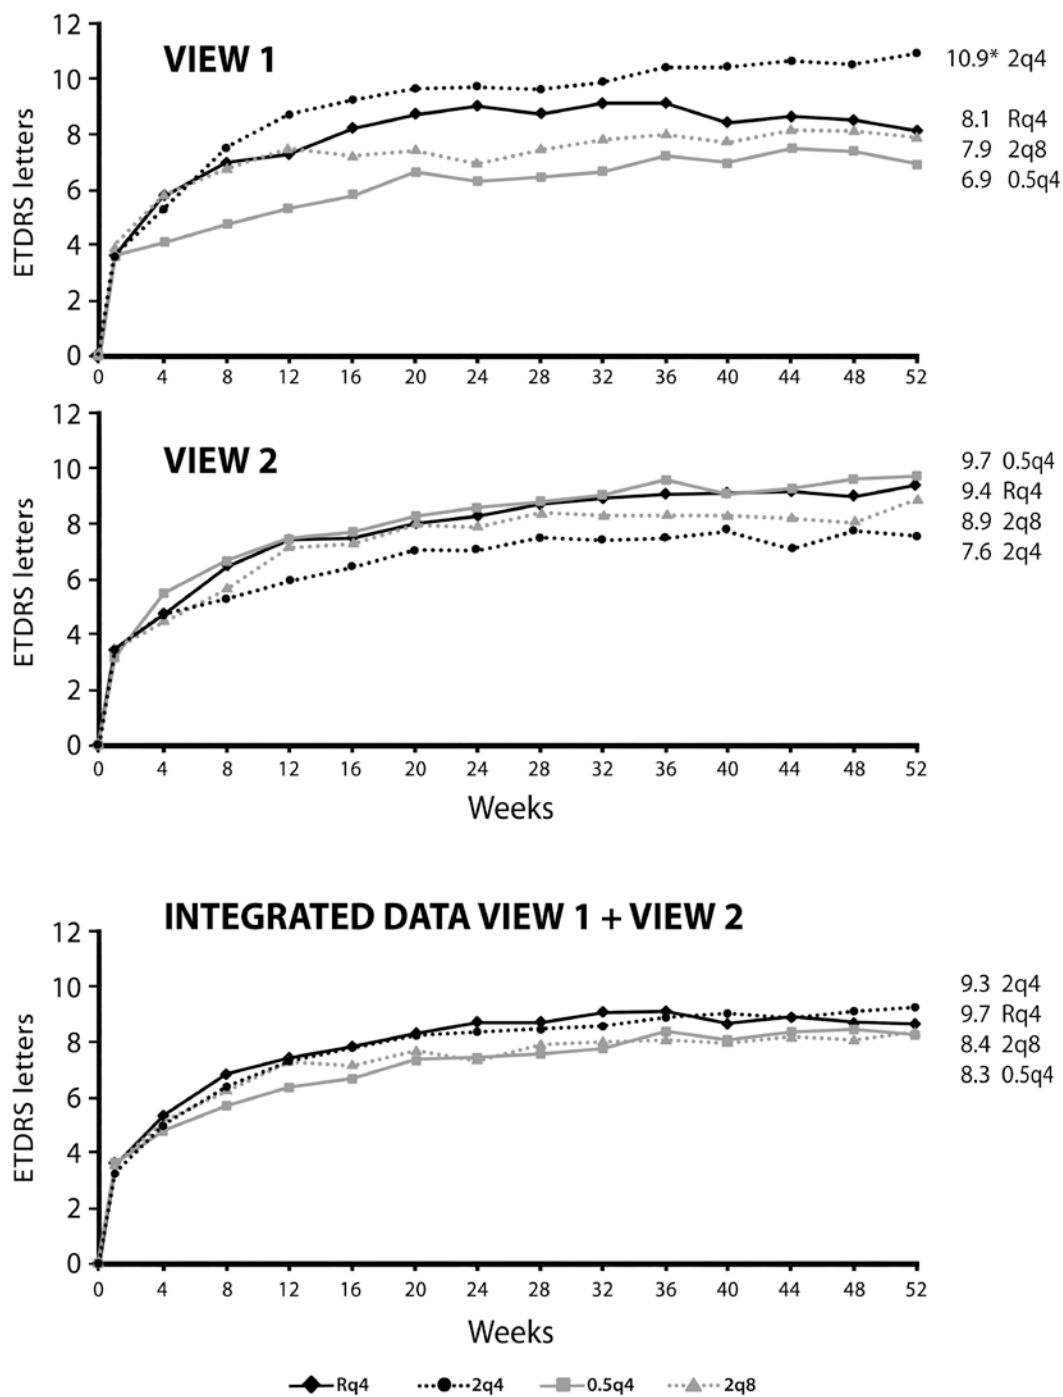 VIEW 1
ETDRS letters
12
10
8
6
4
2
0
0 4 8 12 16 20 24 28 32 36 40 44 48 52
10.9* 2q4
8.1 Rq4
7.9 2q8
6.9 0.5q4
VIEW 2
ETDRS letters
12
10
8
6
4
2
0
0 4 8 12 16 20 24 28 32 36 40 44 48 52
Weeks
9.7 0.5q4
9.4 Rq4
8.9 2q8
7.6 2q4
INTEGRATED DATA VIEW 1 + VIEW 2
ETDRS letters
12
10
8
6
4
2
0
0 4 8 12 16 20 24 28 32 36 40 44 48 52
Weeks
9.3 2q4
9.7 Rq4
8.4 2q8
8.3 0.5q4
Rq4 2q4 0.5q4 2q8